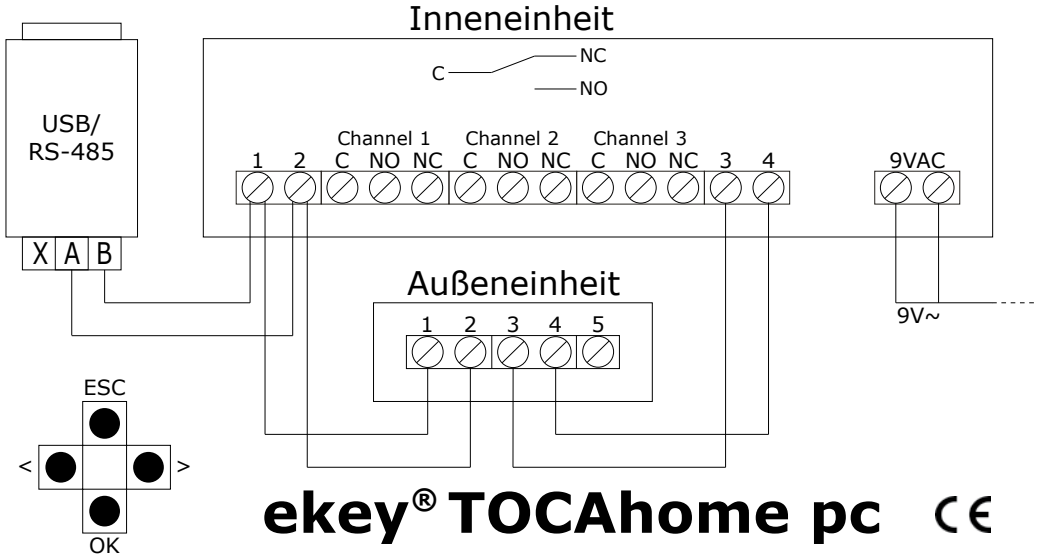 Inneneinheit
C NC
NO
USB/
RS-485
Channel 1 Channel 2 Channel 3
1 2 C NO NC C NO NC C NO NC 3 4 9VAC
X A B
Außeneinheit
1 2 3 4 5
9V~
ESC
< >
OK
ekey® TOCAhome pc CE